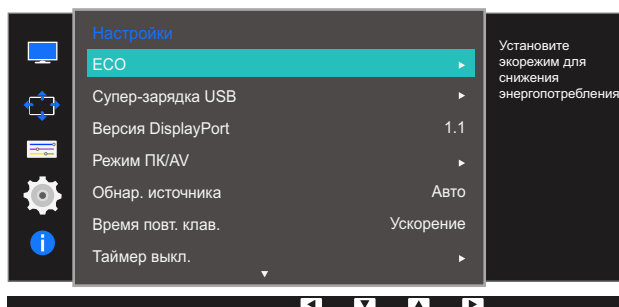 Настройки
ECO
Супер-зарядка USB
Версия DisplayPort 1.1
Режим ПК/AV
Обнар. источника Авто
Время повт. клав. Ускорение
Таймер выкл.
Установите
экорежим для
снижения
энергопотребления